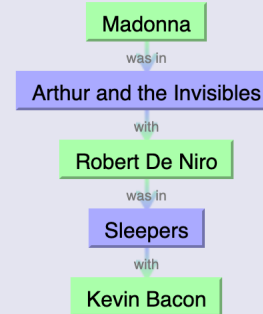 Madonna
was in
Arthur and the Invisibles
with
Robert De Niro
was in
Sleepers
with
Kevin Bacon